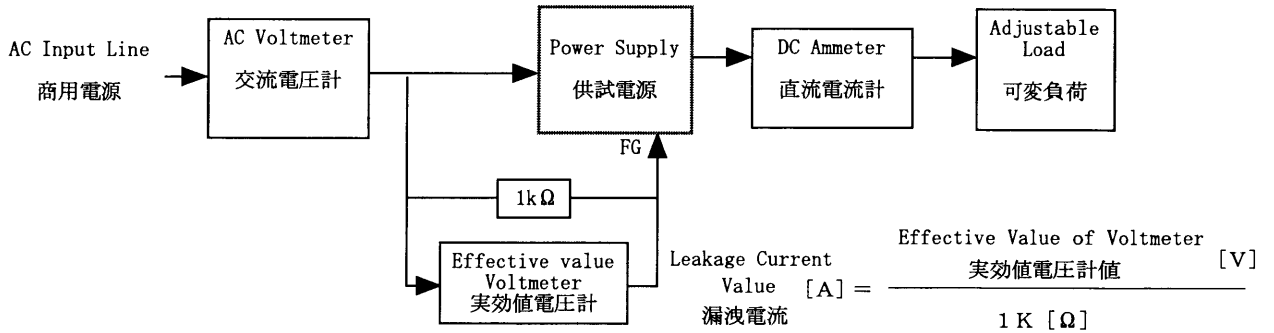 AC Input Line
商用電源
AC Voltmeter
交流電圧計
Power Supply
供試電源
DC Ammeter
直流電流計
Adjustable
Load
可変負荷
FG
1kΩ
Effective value
Voltmeter
実効値電圧計
Leakage Current
Value [A] =
漏洩電流
Effective Value of Voltmeter
実効値電圧計値 [V]
1K [Ω]